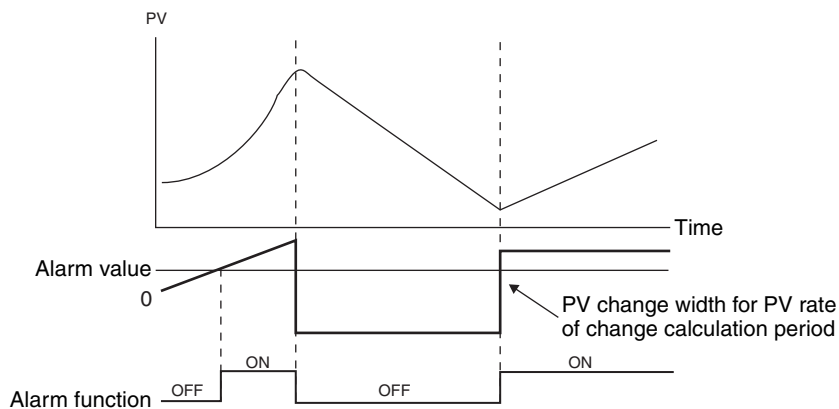 PV
Time
Alarm value
0
PV change width for PV rate
of change calculation period
ON
ON
OFF
OFF
Alarm function